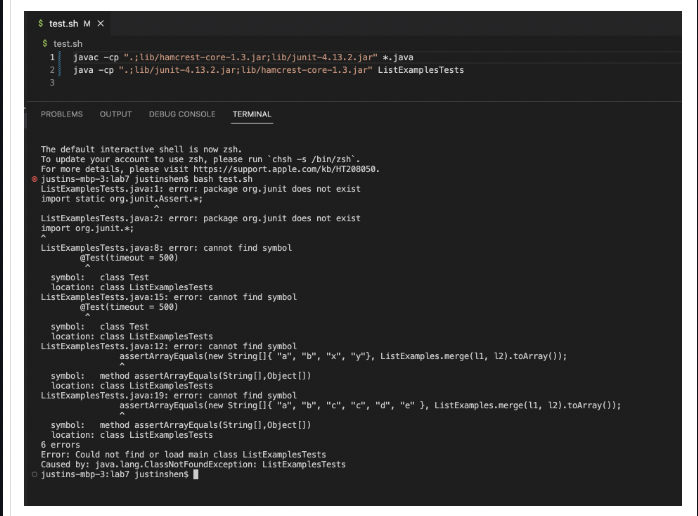 $ test.sh M ×
$ test.sh
1 javac -cp ".;lib/hamcrest-core-1.3.jar;lib/junit-4.13.2.jar" *.java
2 java -cp ".;lib/junit-4.13.2.jar;lib/hamcrest-core-1.3.jar" ListExamplesTests
3
PROBLEMS OUTPUT DEBUG CONSOLE TERMINAL
The default interactive shell is now zsh.
To update your account to use zsh, please run `chsh -s /bin/zsh`.
For more details, please visit https://support.apple.com/kb/HT208050.
justins-mbp-3:lab7 justinshen$ bash test.sh
ListExamplesTests.java:1: error: package org.junit does not exist
import static org.junit.Assert.*;
^
ListExamplesTests.java:2: error: package org.junit does not exist
import org.junit.*;
^
ListExamplesTests.java:8: error: cannot find symbol
@Test(timeout = 500)
^
symbol: class Test
location: class ListExamplesTests
ListExamplesTests.java:15: error: cannot find symbol
@Test(timeout = 500)
^
symbol: class Test
location: class ListExamplesTests
ListExamplesTests.java:12: error: cannot find symbol
assertArrayEquals(new String[]{ "a", "b", "x", "y"}, ListExamples.merge(l1, l2).toArray());
^
symbol: method assertArrayEquals(String[],Object[])
location: class ListExamplesTests
ListExamplesTests.java:19: error: cannot find symbol
assertArrayEquals(new String[]{ "a", "b", "c", "c", "d", "e" }, ListExamples.merge(l1, l2).toArray());
^
symbol: method assertArrayEquals(String[],Object[])
location: class ListExamplesTests
6 errors
Error: Could not find or load main class ListExamplesTests
Caused by: java.lang.ClassNotFoundException: ListExamplesTests
justins-mbp-3:lab7 justinshen$